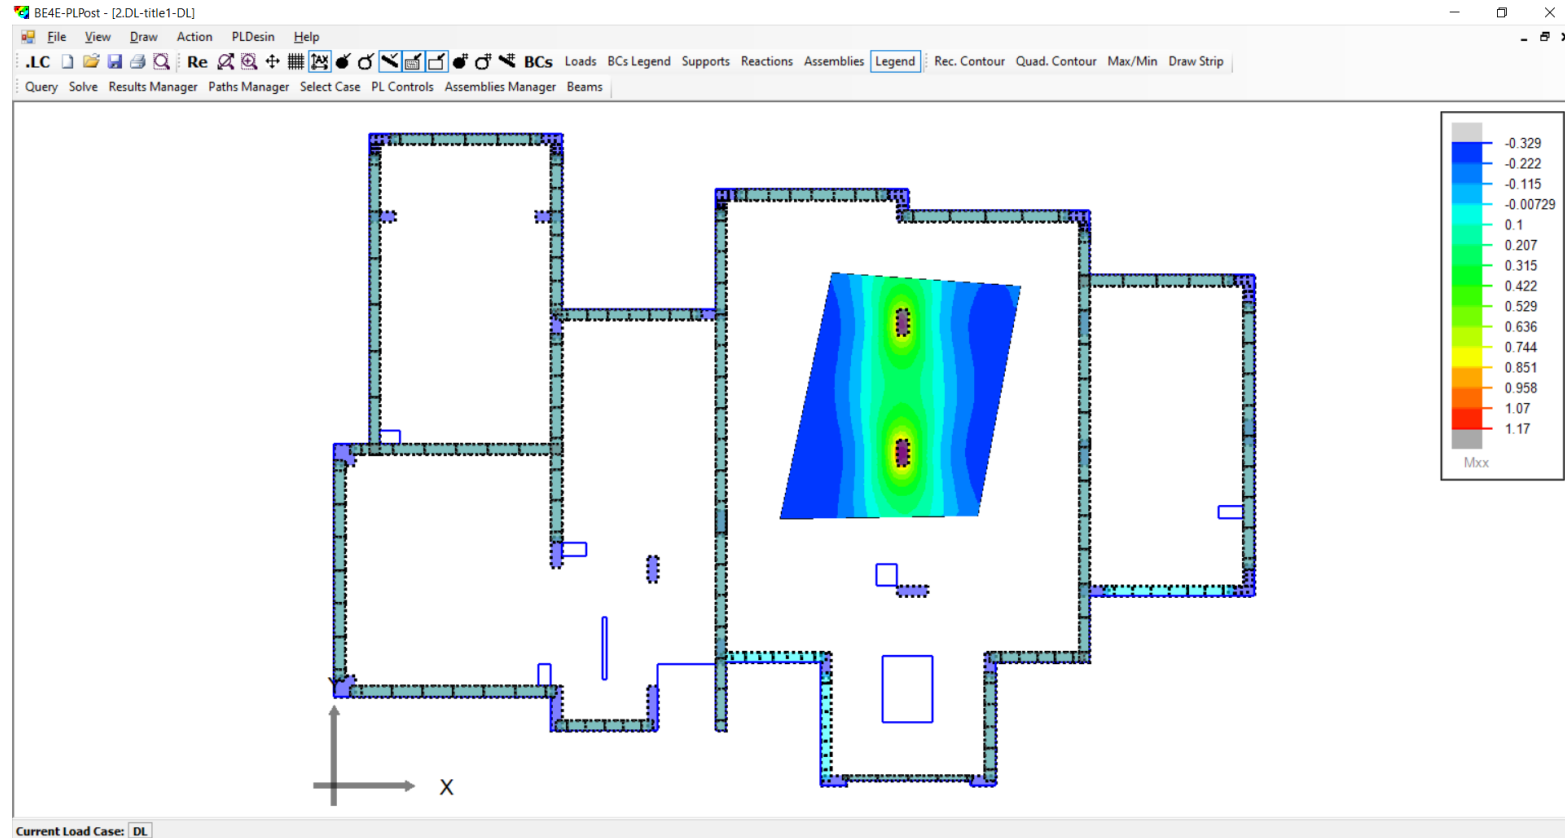 BE4E-PLPost - [2.DL-title1-DL]
File View Draw Action PLDesin Help
.LC Re BCs Loads BCs Legend Supports Reactions Assemblies Legend Rec. Contour Quad. Contour Max/Min Draw Strip
Query Solve Results Manager Paths Manager Select Case PL Controls Assemblies Manager Beams
-0.329
-0.222
-0.115
-0.00729
0.1
0.207
0.315
0.422
0.529
0.636
0.744
0.851
0.958
1.07
1.17
Mxx
Y
X
Current Load Case: DL